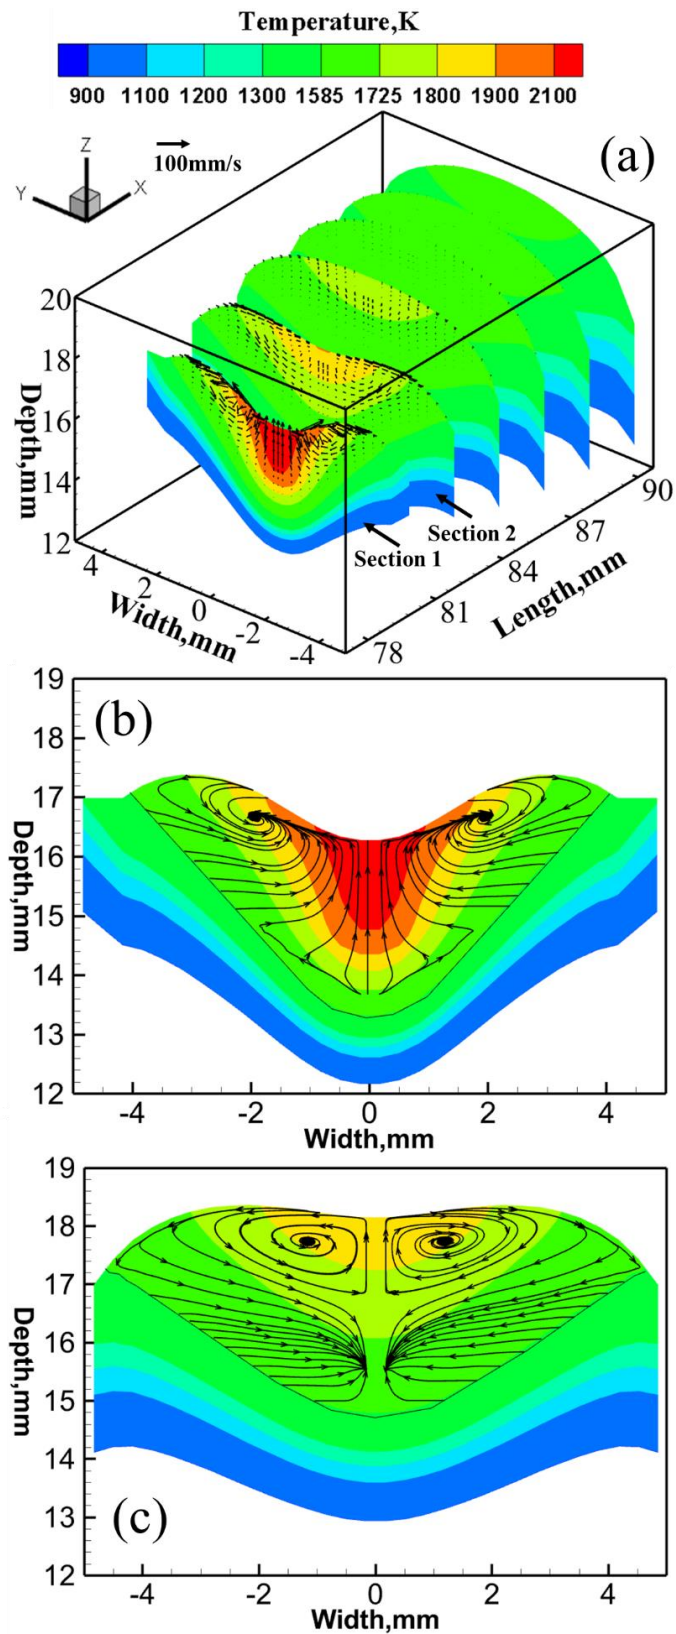 Temperature,K
900 1100 1200 1300 1585 1725 1800 1900 2100
(a)
Z
Y X
100mm/s
20
18
16
14
12
Depth,mm
4 2 0 -2 -4
Width,mm
Section 1
Section 2
78 81 84 87 90
Length,mm
(b)
19
18
17
16
15
14
13
12
Depth,mm
-4 -2 0 2 4
Width,mm
19
18
17
16
15
14
13
12
Depth,mm
(c)
-4 -2 0 2 4
Width,mm